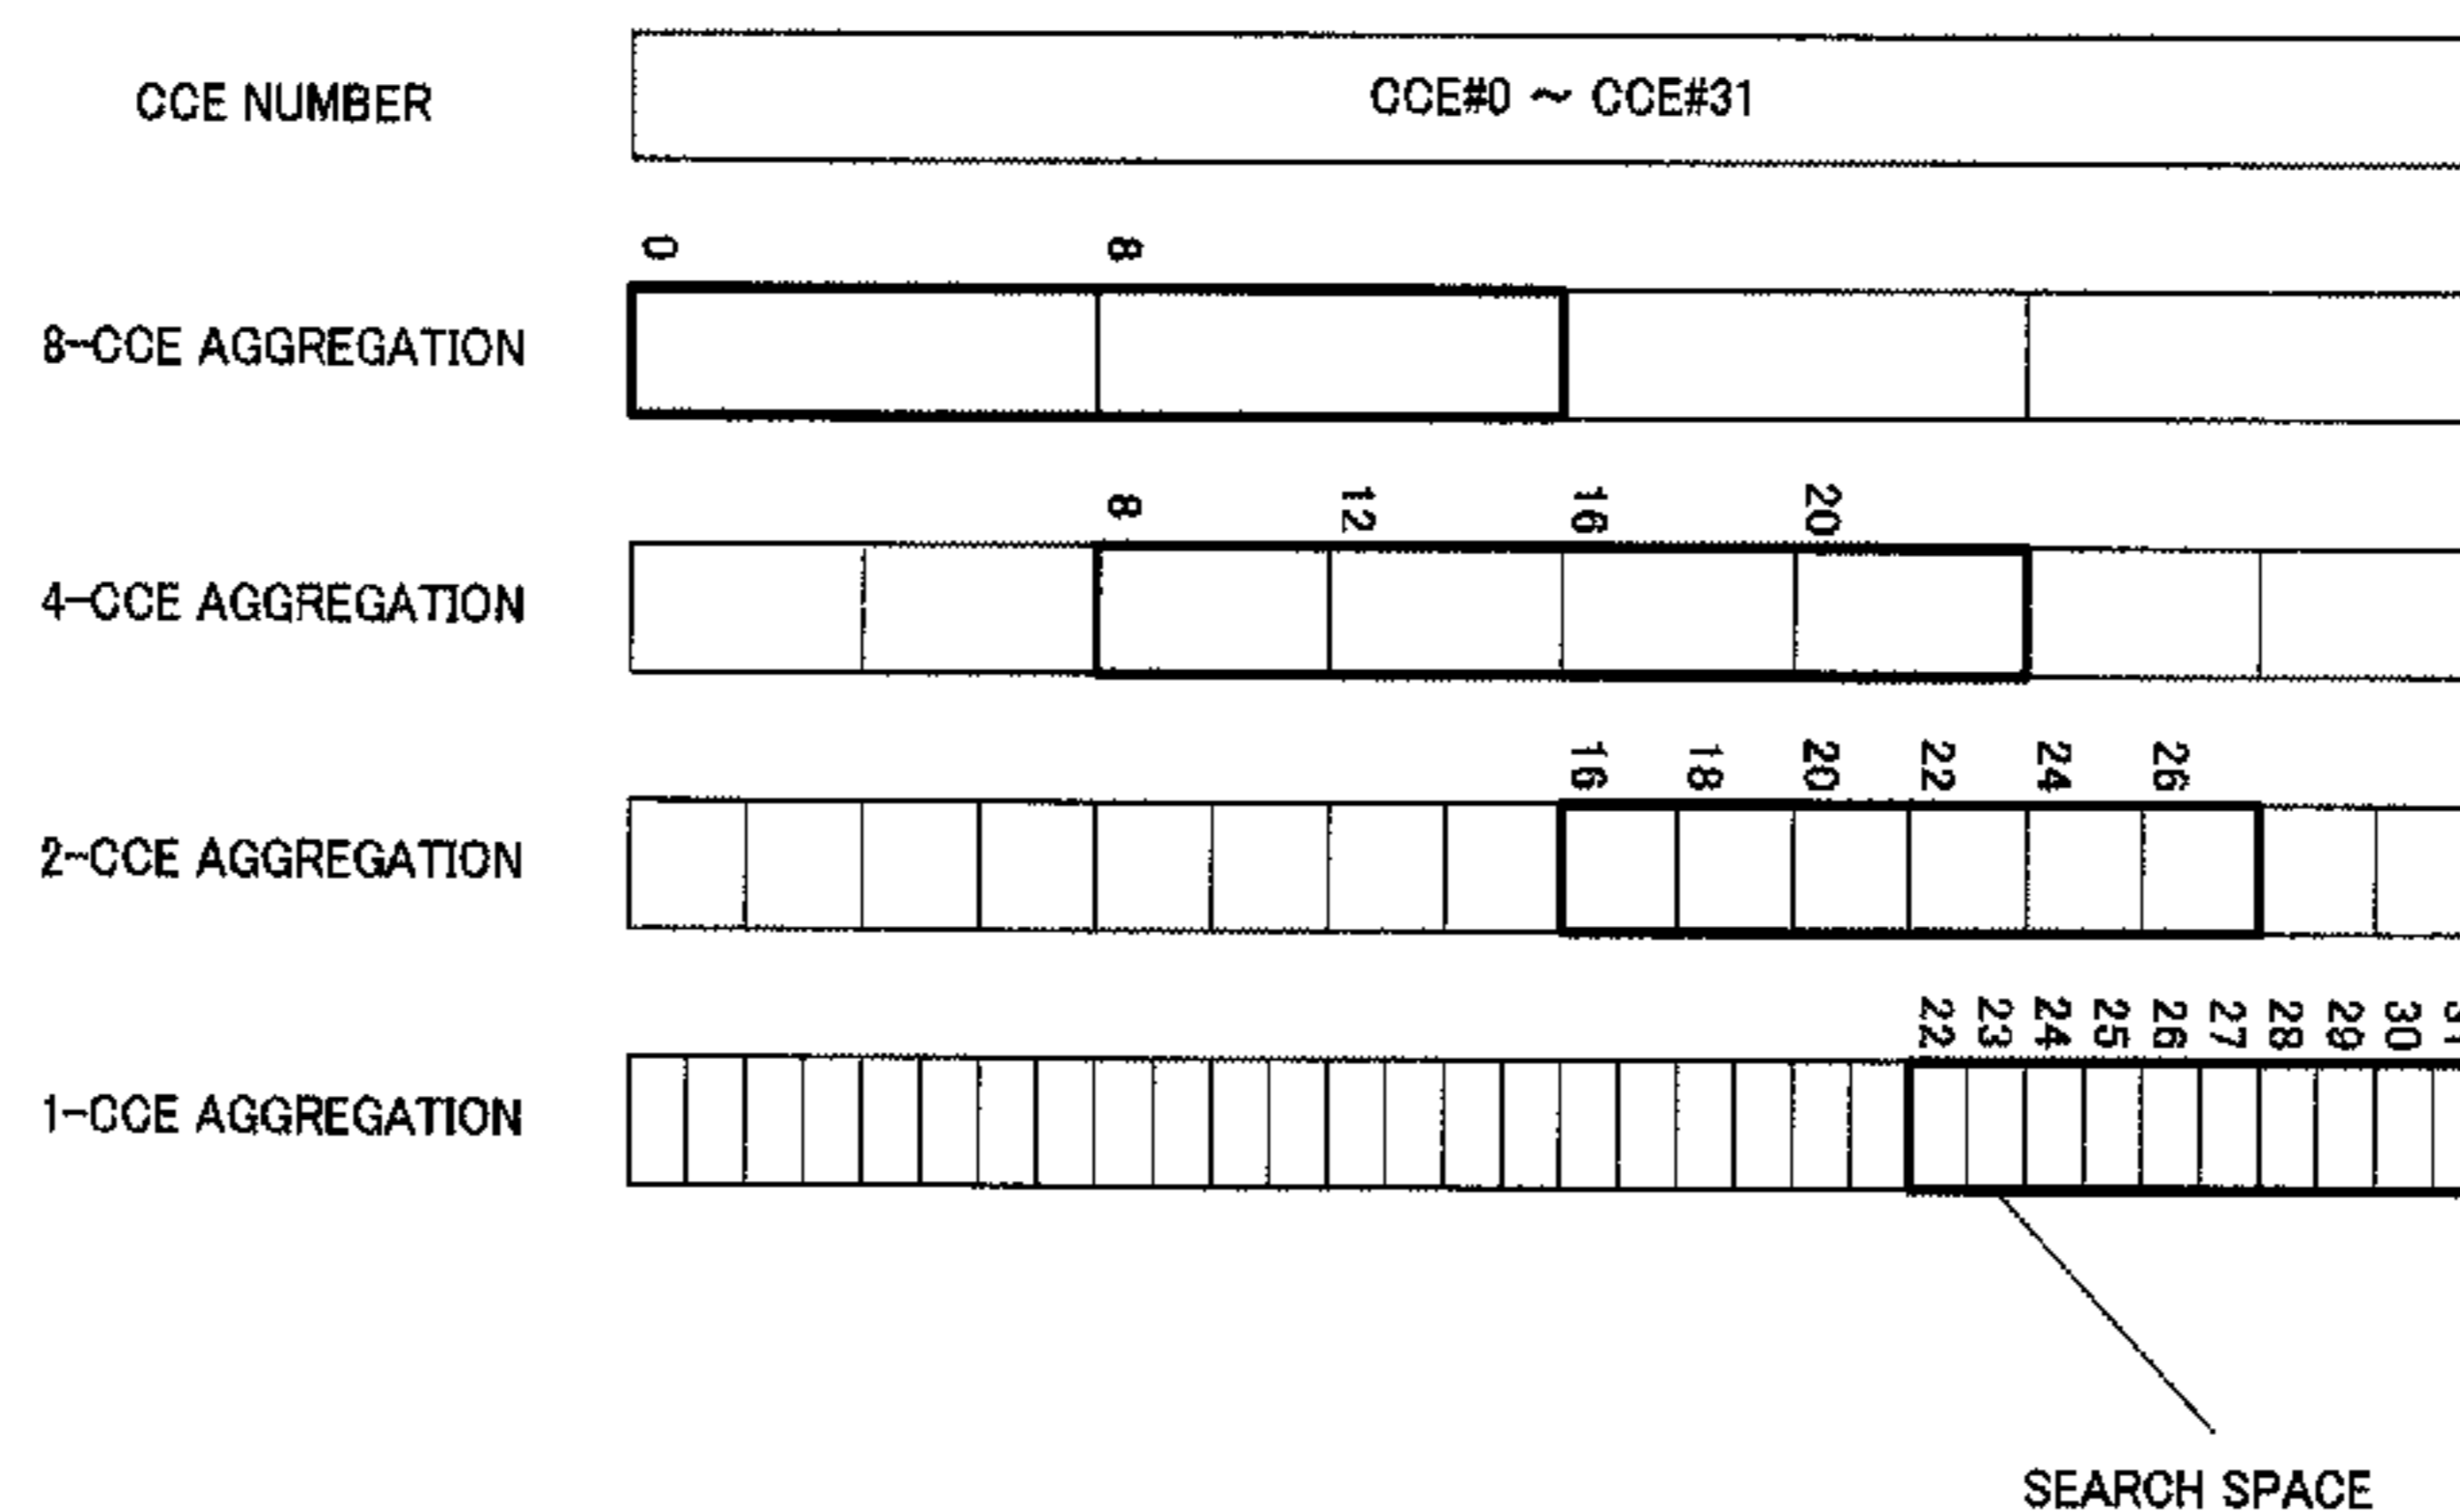 CCE NUMBER
CCE#0 ~ CCE#31
0 8
8-CCE AGGREGATION
8 12 16 20
4-CCE AGGREGATION
16 18 20 22 24 26
2-CCE AGGREGATION
22 23 24 25 26 27 28 29 30
1-CCE AGGREGATION
SEARCH SPACE